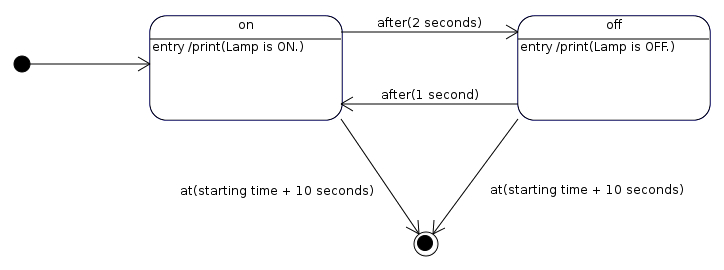 on
entry /print(Lamp is ON.)
after(2 seconds)
off
entry /print(Lamp is OFF.)
after(1 second)
at(starting time + 10 seconds)
at(starting time + 10 seconds)